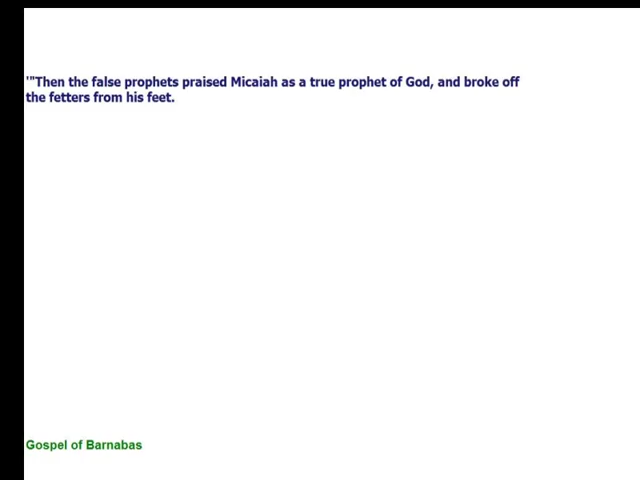 '"Then the false prophets praised Micaiah as a true prophet of God, and broke off
the fetters from his feet.
Gospel of Barnabas